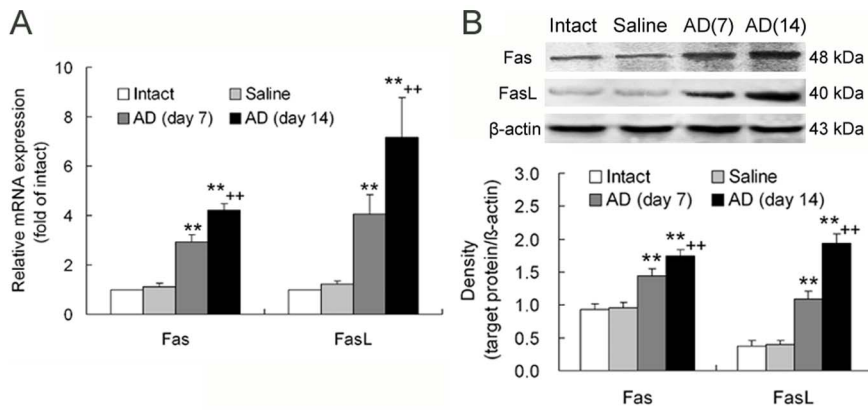 A
Relative mRNA expression
(fold of intact)
10
8
6
4
2
0
Intact
Saline
AD (day 7)
AD (day 14)
**
**++
**
**++
Fas
FasL
B
Intact Saline AD(7) AD(14)
Fas 48 kDa
FasL 40 kDa
β-actin 43 kDa
Density
(target protein/ß-actin)
3.0
2.5
2.0
1.5
1.0
0.5
0.0
Intact
Saline
AD (day 7)
AD (day 14)
**
**++
**
**++
Fas
FasL